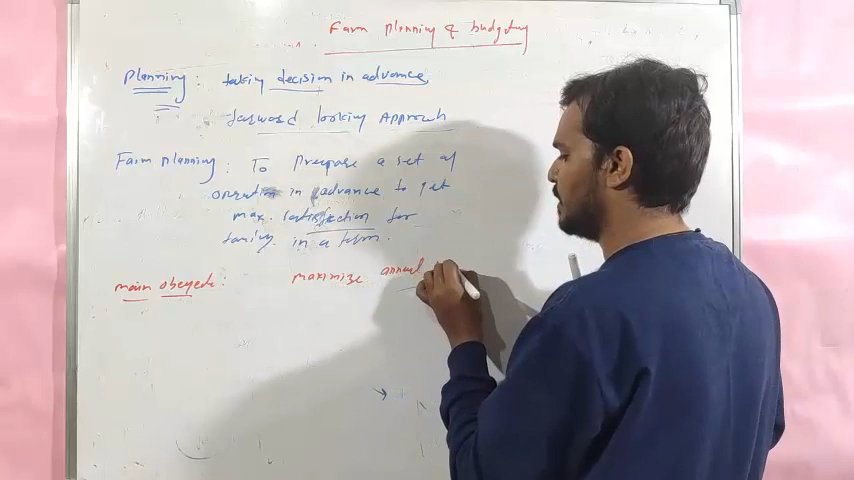 Farm planning & budgeting
Planning : taking decision in advance
forward looking Approach
Farm planning : To prepare a set of
operation in advance to get
max. satisfaction for
family in a farm.
main obejects : maximize annual